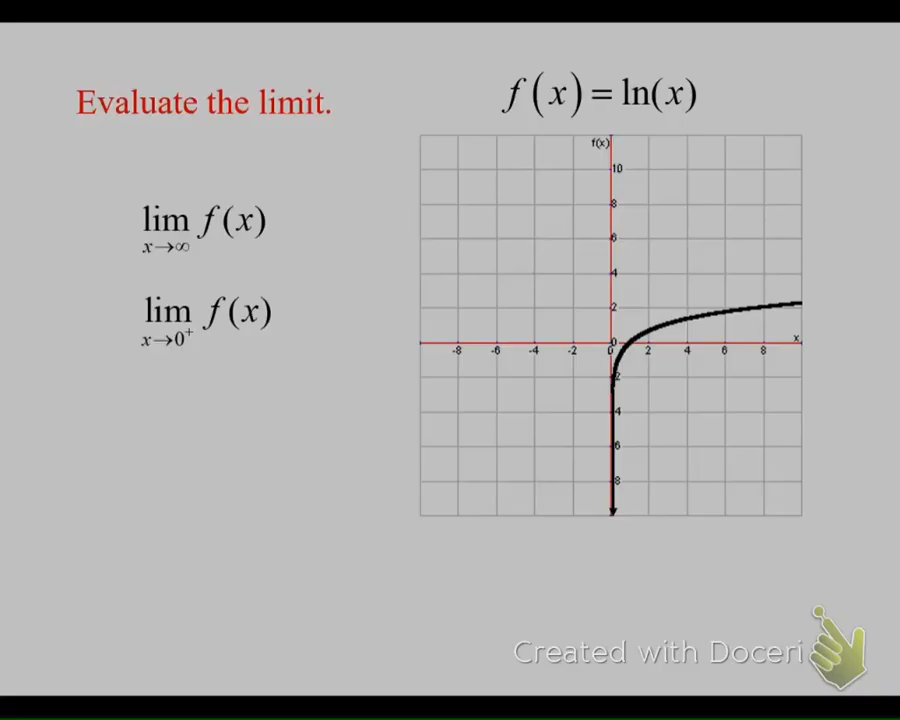 Evaluate the limit.
f(x) = ln(x)
lim f(x)
x→∞
lim f(x)
x→0⁺
f(x)
10
8
6
4
2
0
x
-8 -6 -4 -2 0 2 4 6 8
2
4
6
8
Created with Doceri